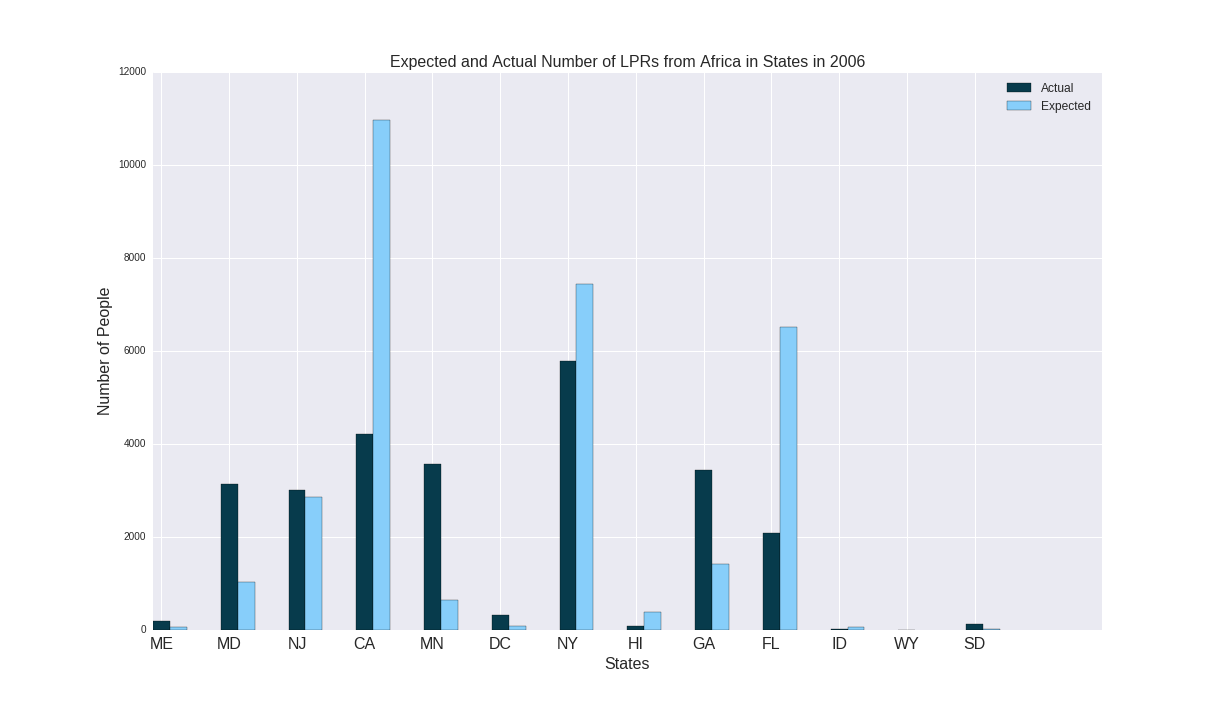 Expected and Actual Number of LPRs from Africa in States in 2006
12000
10000
8000
6000
4000
2000
0
Number of People
Actual
Expected
ME MD NJ CA MN DC NY HI GA FL ID WY SD
States